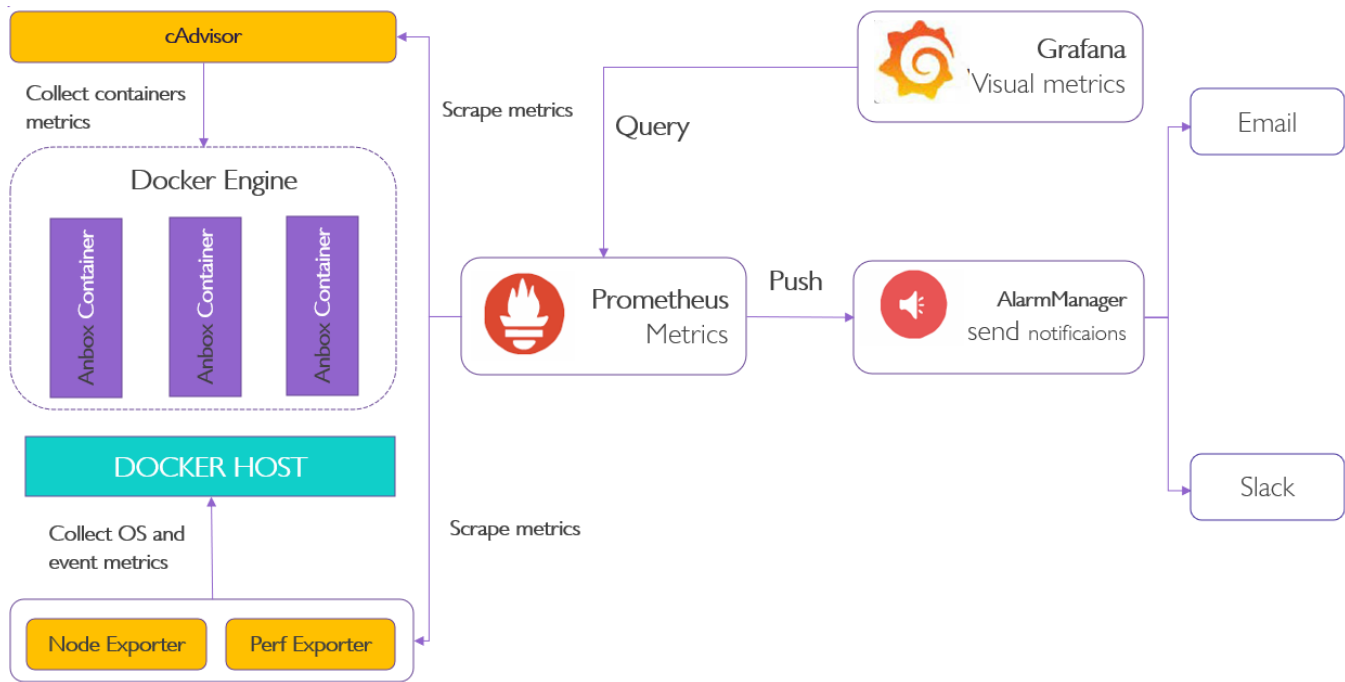 cAdvisor
Collect containers
metrics
Scrape metrics
Grafana
Visual metrics
Query
Email
Docker Engine
Anbox Container
Anbox Container
Anbox Container
Prometheus
Metrics
Push
AlarmManager
send notificaions
DOCKER HOST
Slack
Collect OS and
event metrics
Scrape metrics
Node Exporter
Perf Exporter